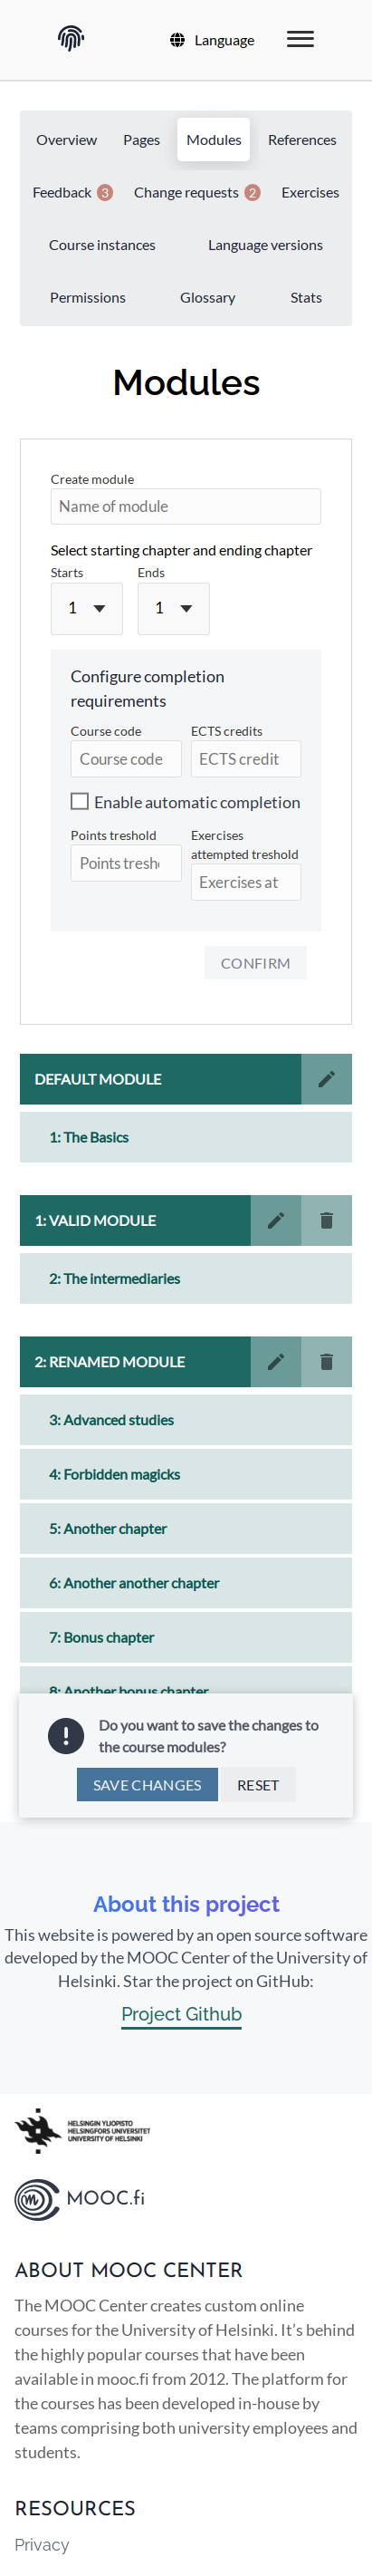 Language
Overview Pages Modules References
Feedback 3 Change requests 2 Exercises
Course instances Language versions
Permissions Glossary Stats
Modules
Create module
Name of module
Select starting chapter and ending chapter
Starts Ends
1 1
Configure completion
requirements
Course code ECTS credits
Course code ECTS credit
Enable automatic completion
Points treshold Exercises
attempted treshold
Points tresh
Exercises at
CONFIRM
DEFAULT MODULE
1: The Basics
1: VALID MODULE
2: The intermediaries
2: RENAMED MODULE
3: Advanced studies
4: Forbidden magicks
5: Another chapter
6: Another another chapter
7: Bonus chapter
8: Another bonus chapter
Do you want to save the changes to
the course modules?
SAVE CHANGES RESET
About this project
This website is powered by an open source software
developed by the MOOC Center of the University of
Helsinki. Star the project on GitHub:
Project Github
HELSINGIN YLIOPISTO
HELSINGFORS UNIVERSITET
UNIVERSITY OF HELSINKI
MOOC.fi
ABOUT MOOC CENTER
The MOOC Center creates custom online
courses for the University of Helsinki. It’s behind
the highly popular courses that have been
available in mooc.fi from 2012. The platform for
the courses has been developed in-house by
teams comprising both university employees and
students.
RESOURCES
Privacy